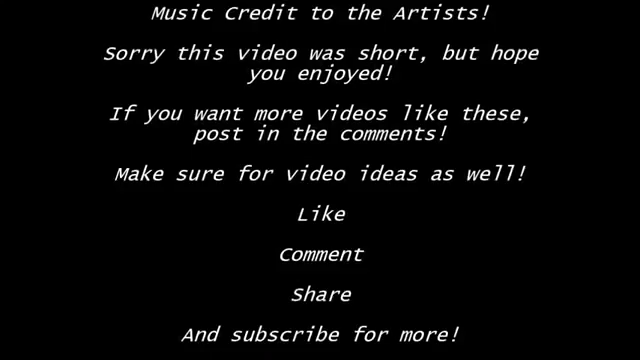 Music Credit to the Artists!
Sorry this video was short, but hope
you enjoyed!
If you want more videos like these,
post in the comments!
Make sure for video ideas as well!
Like
Comment
Share
And subscribe for more!